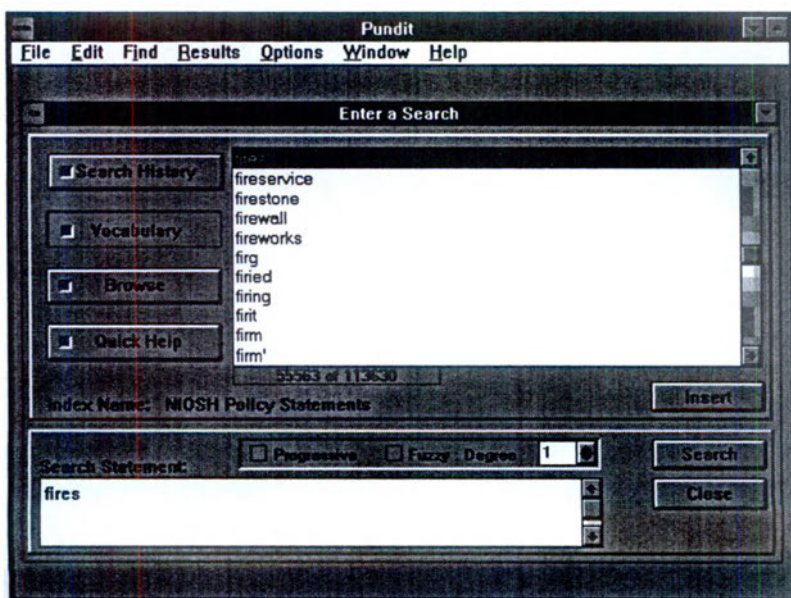 Pundit
File Edit Find Results Options Window Help
Enter a Search
Search History
Vocabulary
Browse
Quick Help
fireservice
firestone
firewall
fireworks
firg
firied
firing
firit
firm
firm'
55563 of 113630
Index Name: NIOSH Policy Statements
Insert
Progressive Fuzzy Degree 1
Search
Search Statement:
fires
Close